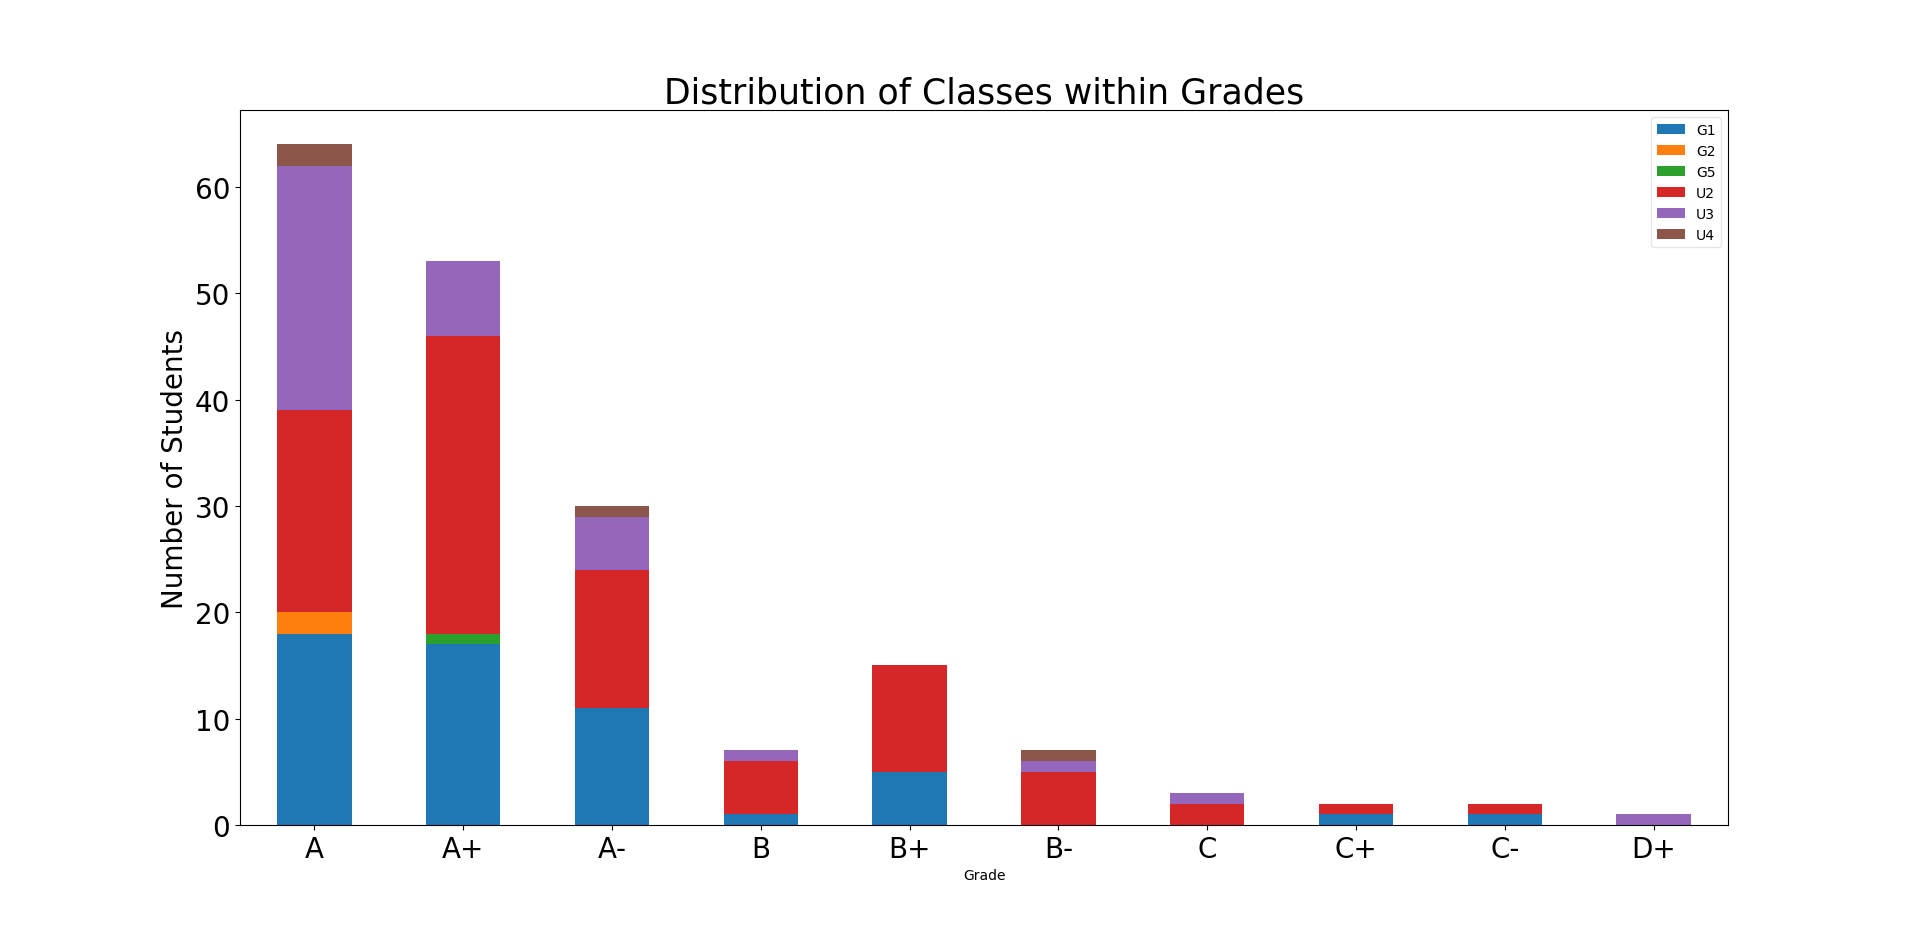 Distribution of Classes within Grades
G1
G2
G5
U2
U3
U4
Number of Students
60
50
40
30
20
10
0
A A+ A- B B+ B- C C+ C- D+
Grade